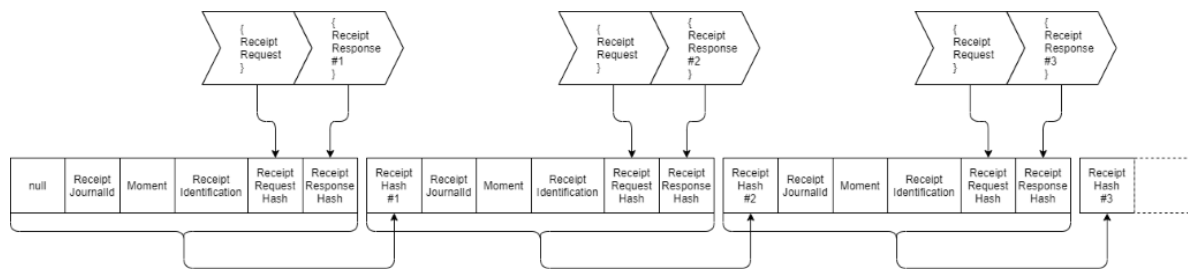 {
Receipt
Request
}
{
Receipt
Response
#1
}
{
Receipt
Request
}
{
Receipt
Response
#2
}
{
Receipt
Request
}
{
Receipt
Response
#3
}
null
Receipt
JournalId
Moment
Receipt
Identification
Receipt
Request
Hash
Receipt
Response
Hash
Receipt
Hash
#1
Receipt
JournalId
Moment
Receipt
Identification
Receipt
Request
Hash
Receipt
Response
Hash
Receipt
Hash
#2
Receipt
JournalId
Moment
Receipt
Identification
Receipt
Request
Hash
Receipt
Response
Hash
Receipt
Hash
#3